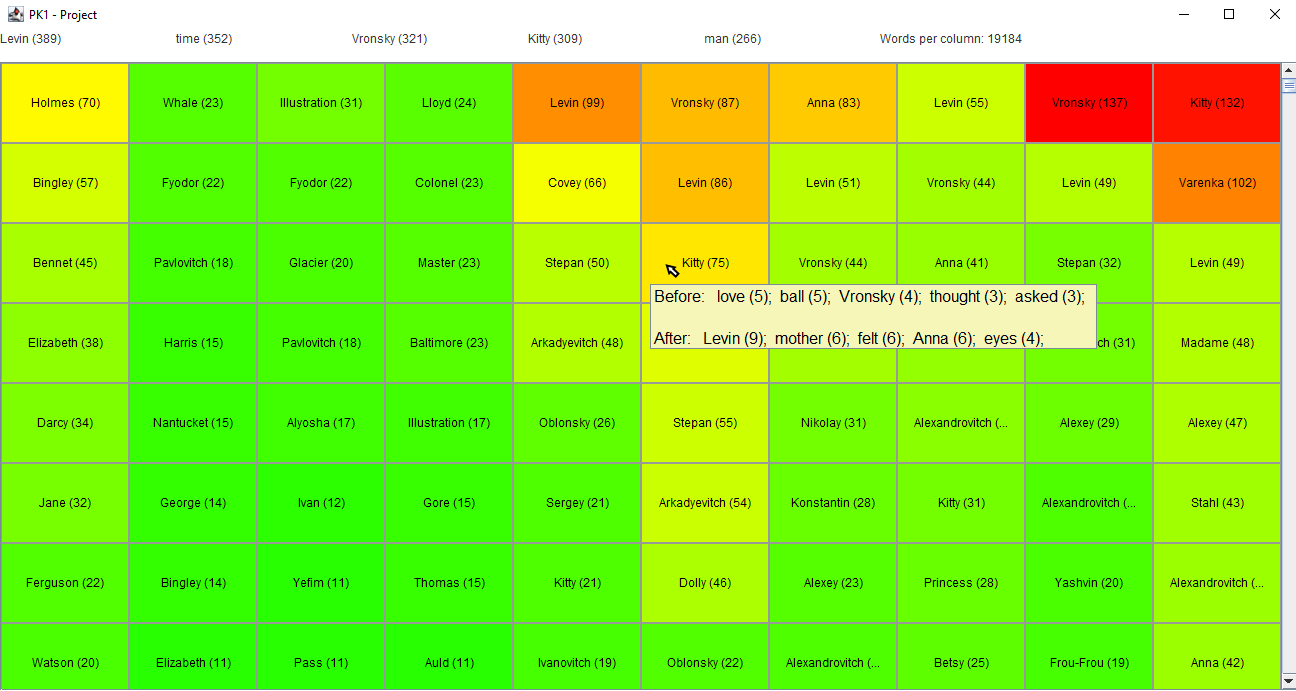 PK1 - Project
Levin (389) time (352) Vronsky (321) Kitty (309) man (266) Words per column: 19184
Holmes (70) Whale (23) Illustration (31) Lloyd (24) Levin (99) Vronsky (87) Anna (83) Levin (55) Vronsky (137) Kitty (132)
Bingley (57) Fyodor (22) Fyodor (22) Colonel (23) Covey (66) Levin (86) Levin (51) Vronsky (44) Levin (49) Varenka (102)
Bennet (45) Pavlovitch (18) Glacier (20) Master (23) Stepan (50) Kitty (75) Vronsky (44) Anna (41) Stepan (32) Levin (49)
Before: love (5); ball (5); Vronsky (4); thought (3); asked (3);
After: Levin (9); mother (6); felt (6); Anna (6); eyes (4);
Elizabeth (38) Harris (15) Pavlovitch (18) Baltimore (23) Arkadyevitch (48) ch (31) Madame (48)
Darcy (34) Nantucket (15) Alyosha (17) Illustration (17) Oblonsky (26) Stepan (55) Nikolay (31) Alexandrovitch (... Alexey (29) Alexey (47)
Jane (32) George (14) Ivan (12) Gore (15) Sergey (21) Arkadyevitch (54) Konstantin (28) Kitty (31) Alexandrovitch (... Stahl (43)
Ferguson (22) Bingley (14) Yefim (11) Thomas (15) Kitty (21) Dolly (46) Alexey (23) Princess (28) Yashvin (20) Alexandrovitch (...
Watson (20) Elizabeth (11) Pass (11) Auld (11) Ivanovitch (19) Oblonsky (22) Alexandrovitch (... Betsy (25) Frou-Frou (19) Anna (42)